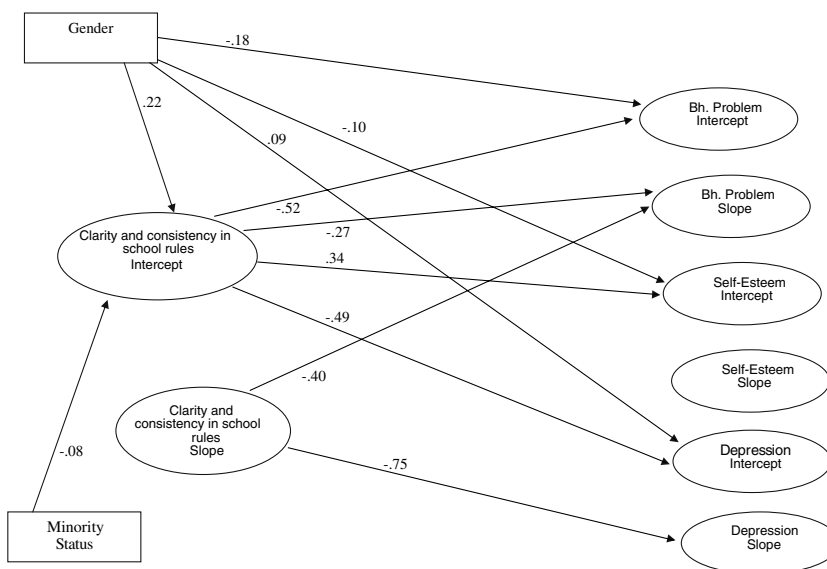 Gender
-.18
.22
.09
-.10
Bh. Problem
Intercept
-.52
Bh. Problem
Slope
Clarity and consistency in
school rules
Intercept
-.27
.34
Self-Esteem
Intercept
-.49
-.40
Self-Esteem
Slope
Clarity and
consistency in school
rules
Slope
-.08
-.75
Depression
Intercept
Minority
Status
Depression
Slope